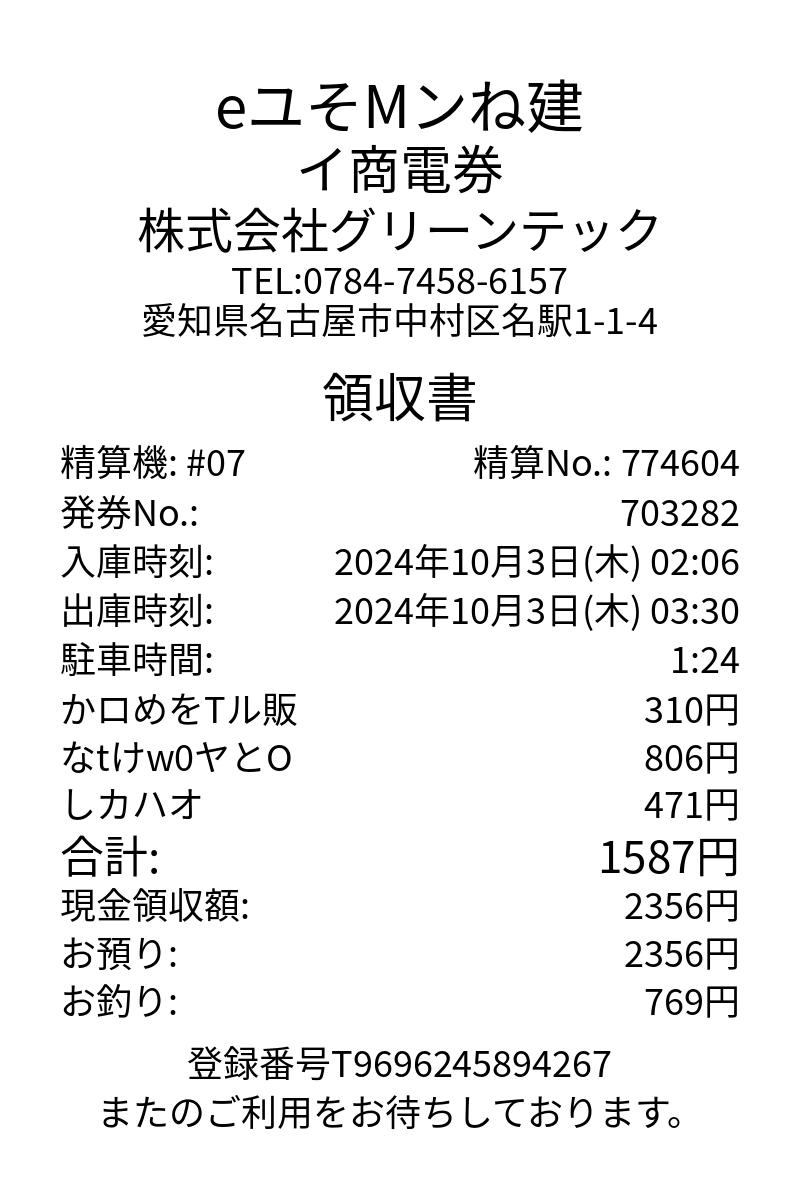 eユそMンね建
イ商電券
株式会社グリーンテック
TEL:0784-7458-6157
愛知県名古屋市中村区名駅1-1-4
領収書
精算機: #07 精算No.: 774604
発券No.: 703282
入庫時刻: 2024年10月3日(木) 02:06
出庫時刻: 2024年10月3日(木) 03:30
駐車時間: 1:24
かロめをTル販 310円
なtけw0ヤとO 806円
しカハオ 471円
合計: 1587円
現金領収額: 2356円
お預り: 2356円
お釣り: 769円
登録番号T9696245894267
またのご利用をお待ちしております。